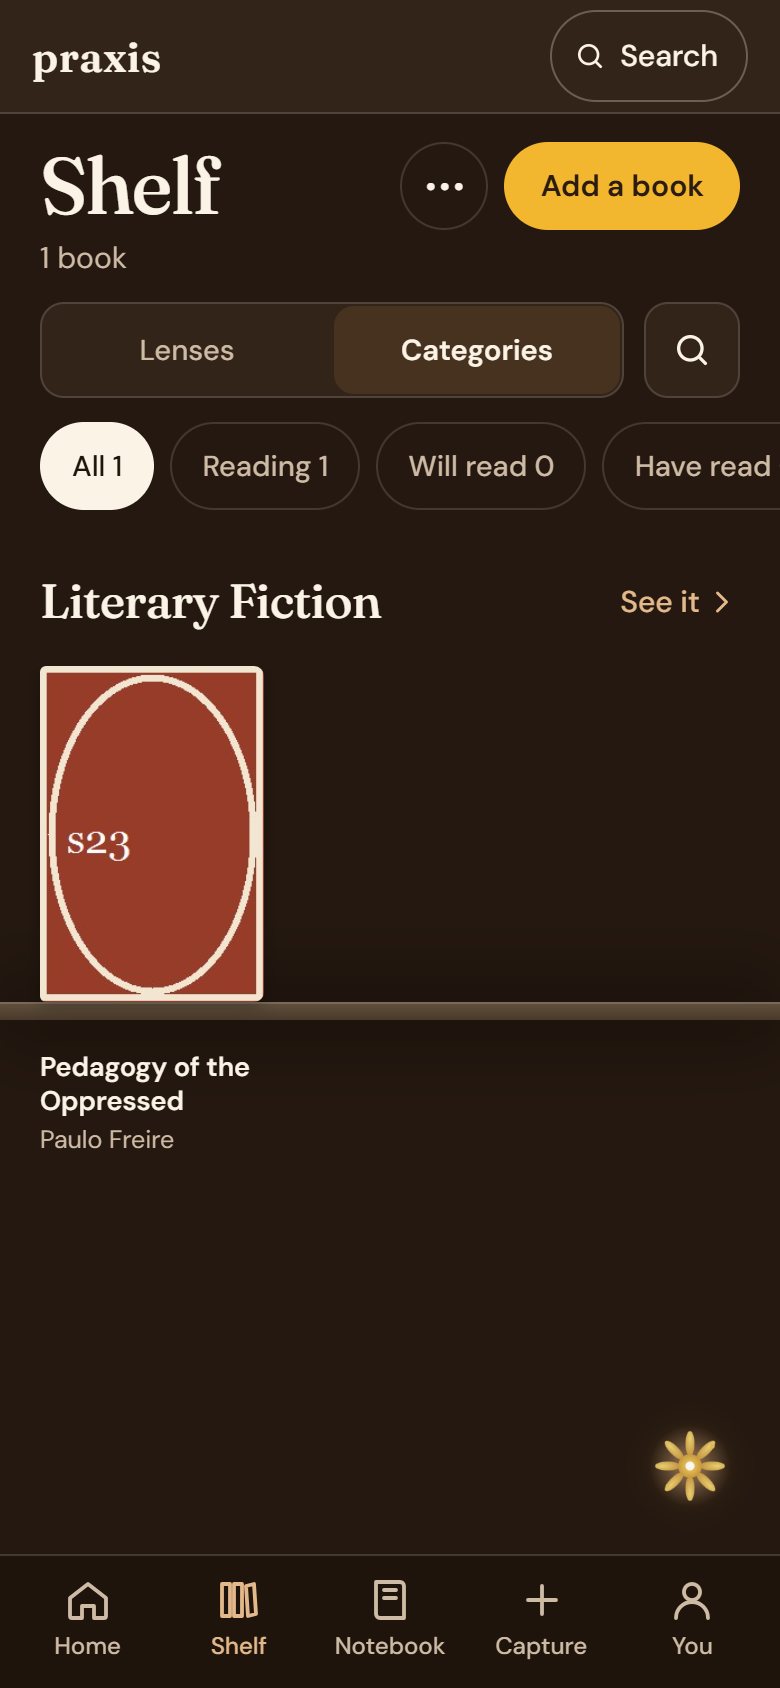 praxis
Search
Shelf
Add a book
1 book
Lenses
Categories
All 1
Reading 1
Will read 0
Have read
Literary Fiction
See it
s23
Pedagogy of the
Oppressed
Paulo Freire
Home
Shelf
Notebook
Capture
You